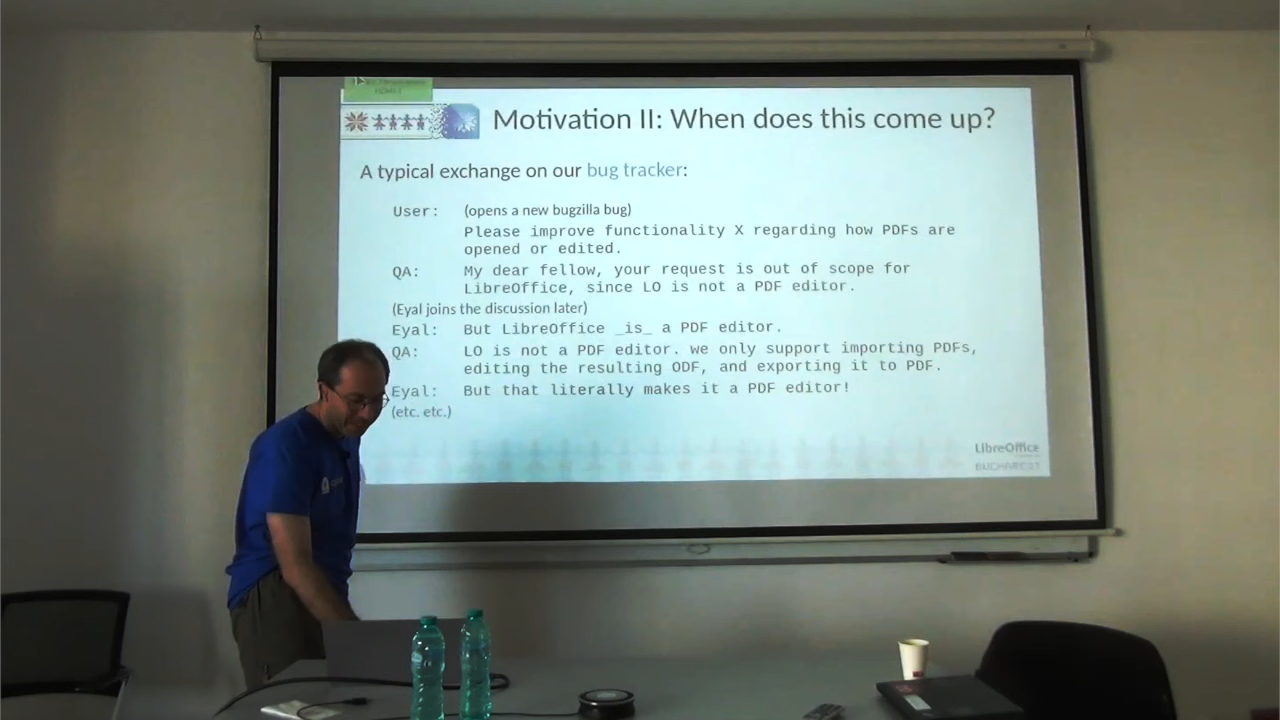 Motivation II: When does this come up?
A typical exchange on our bug tracker:
User: (opens a new bugzilla bug)
Please improve functionality X regarding how PDFs are
opened or edited.
QA: My dear fellow, your request is out of scope for
LibreOffice, since LO is not a PDF editor.
(Eyal joins the discussion later)
Eyal: But LibreOffice _is_ a PDF editor.
QA: LO is not a PDF editor. we only support importing PDFs,
editing the resulting ODF, and exporting it to PDF.
Eyal: But that literally makes it a PDF editor!
(etc. etc.)
LibreOffice